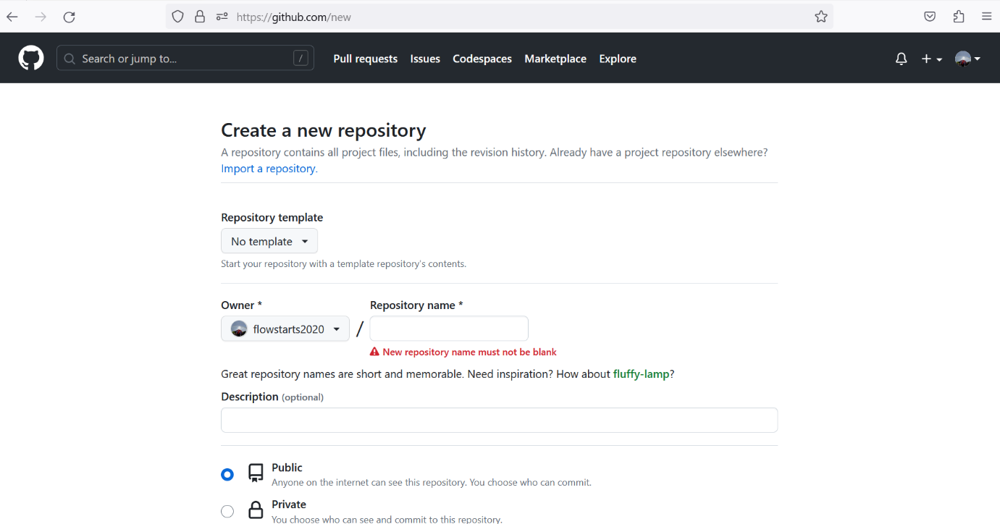 https://github.com/new
Search or jump to... /
Pull requests Issues Codespaces Marketplace Explore
Create a new repository
A repository contains all project files, including the revision history. Already have a project repository elsewhere?
Import a repository.
Repository template
No template
Start your repository with a template repository's contents.
Owner * Repository name *
flowstarts2020 /
New repository name must not be blank
Great repository names are short and memorable. Need inspiration? How about fluffy-lamp?
Description (optional)
Public
Anyone on the internet can see this repository. You choose who can commit.
Private
You choose who can see and commit to this repository.